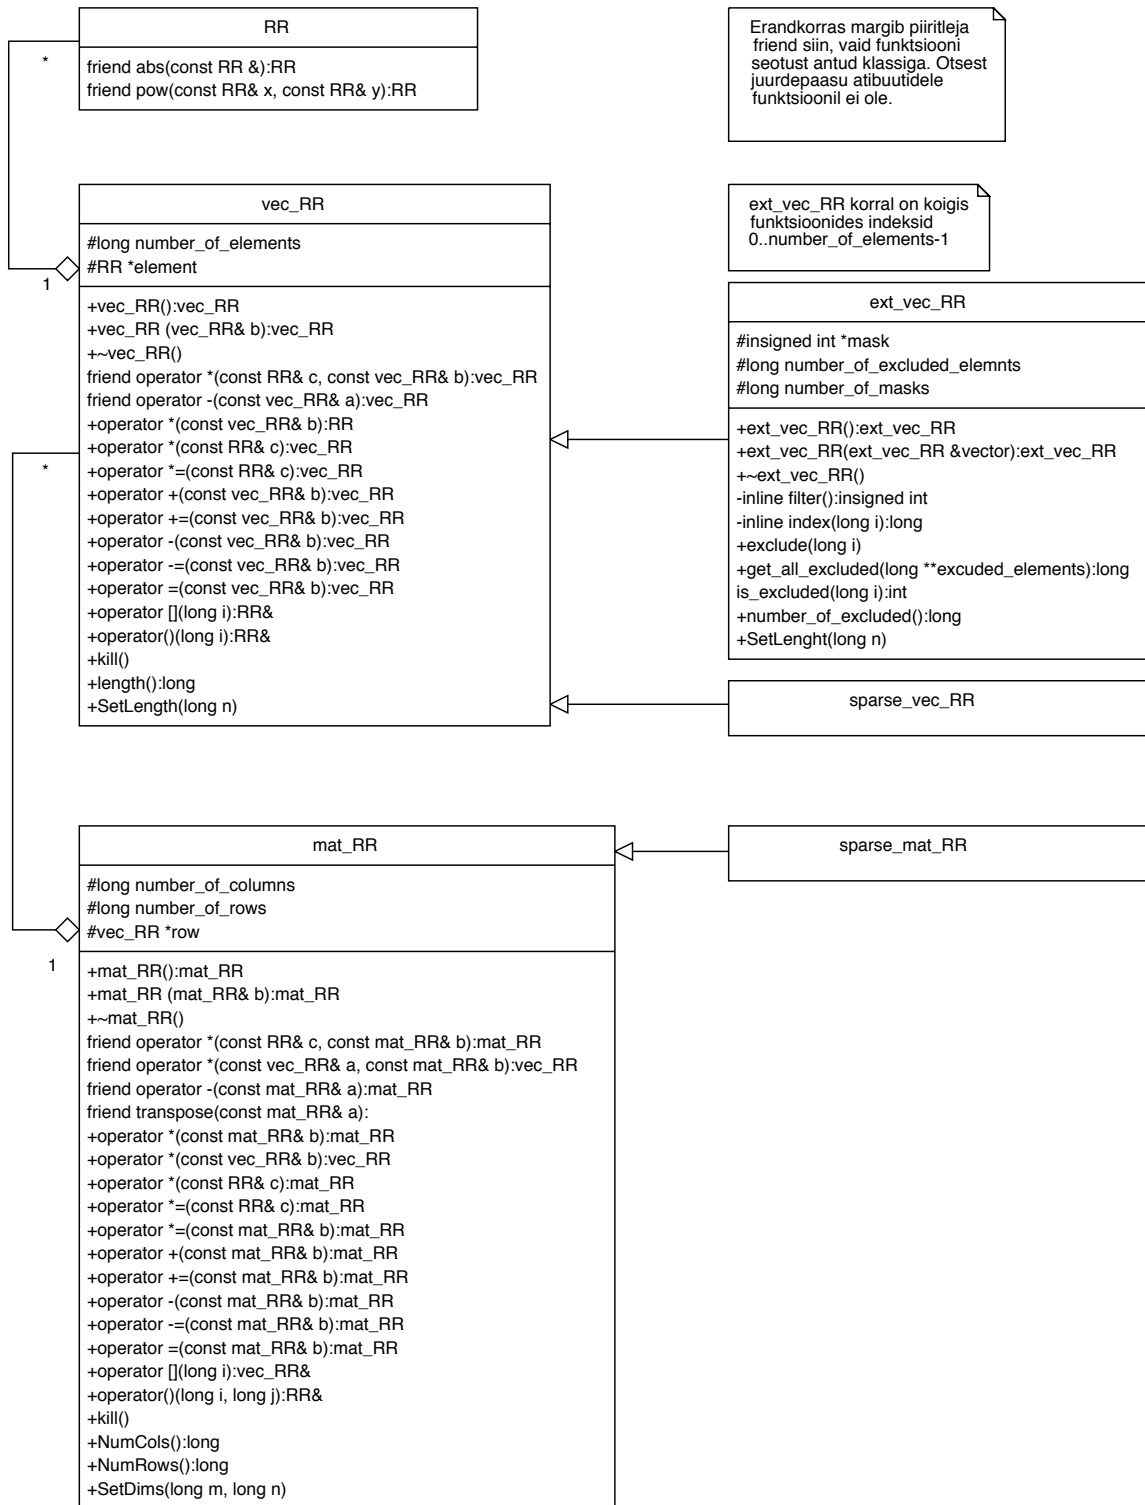 RR
friend abs(const RR &):RR
friend pow(const RR& x, const RR& y):RR
*
Erandkorras margib piiritleja
friend siin, vaid funktsiooni
seotust antud klassiga. Otsest
juurdepaasu atibuutidele
funktsioonil ei ole.
vec_RR
#long number_of_elements
#RR *element
1
+vec_RR():vec_RR
+vec_RR (vec_RR& b):vec_RR
+~vec_RR()
friend operator *(const RR& c, const vec_RR& b):vec_RR
friend operator -(const vec_RR& a):vec_RR
+operator *(const vec_RR& b):RR
+operator *(const RR& c):vec_RR
+operator *=(const RR& c):vec_RR
+operator +(const vec_RR& b):vec_RR
+operator +=(const vec_RR& b):vec_RR
+operator -(const vec_RR& b):vec_RR
+operator -=(const vec_RR& b):vec_RR
+operator =(const vec_RR& b):vec_RR
+operator [](long i):RR&
+operator()(long i):RR&
+kill()
+length():long
+SetLength(long n)
*
ext_vec_RR korral on koigis
funktsioonides indeksid
0..number_of_elements-1
ext_vec_RR
#insigned int *mask
#long number_of_excluded_elemnts
#long number_of_masks
+ext_vec_RR():ext_vec_RR
+ext_vec_RR(ext_vec_RR &vector):ext_vec_RR
+~ext_vec_RR()
-inline filter():insigned int
-inline index(long i):long
+exclude(long i)
+get_all_excluded(long **excuded_elements):long
is_excluded(long i):int
+number_of_excluded():long
+SetLenght(long n)
sparse_vec_RR
mat_RR
#long number_of_columns
#long number_of_rows
#vec_RR *row
1
+mat_RR():mat_RR
+mat_RR (mat_RR& b):mat_RR
+~mat_RR()
friend operator *(const RR& c, const mat_RR& b):mat_RR
friend operator *(const vec_RR& a, const mat_RR& b):vec_RR
friend operator -(const mat_RR& a):mat_RR
friend transpose(const mat_RR& a):
+operator *(const mat_RR& b):mat_RR
+operator *(const vec_RR& b):vec_RR
+operator *(const RR& c):mat_RR
+operator *=(const RR& c):mat_RR
+operator *=(const mat_RR& b):mat_RR
+operator +(const mat_RR& b):mat_RR
+operator +=(const mat_RR& b):mat_RR
+operator -(const mat_RR& b):mat_RR
+operator -=(const mat_RR& b):mat_RR
+operator =(const mat_RR& b):mat_RR
+operator [](long i):vec_RR&
+operator()(long i, long j):RR&
+kill()
+NumCols():long
+NumRows():long
+SetDims(long m, long n)
sparse_mat_RR